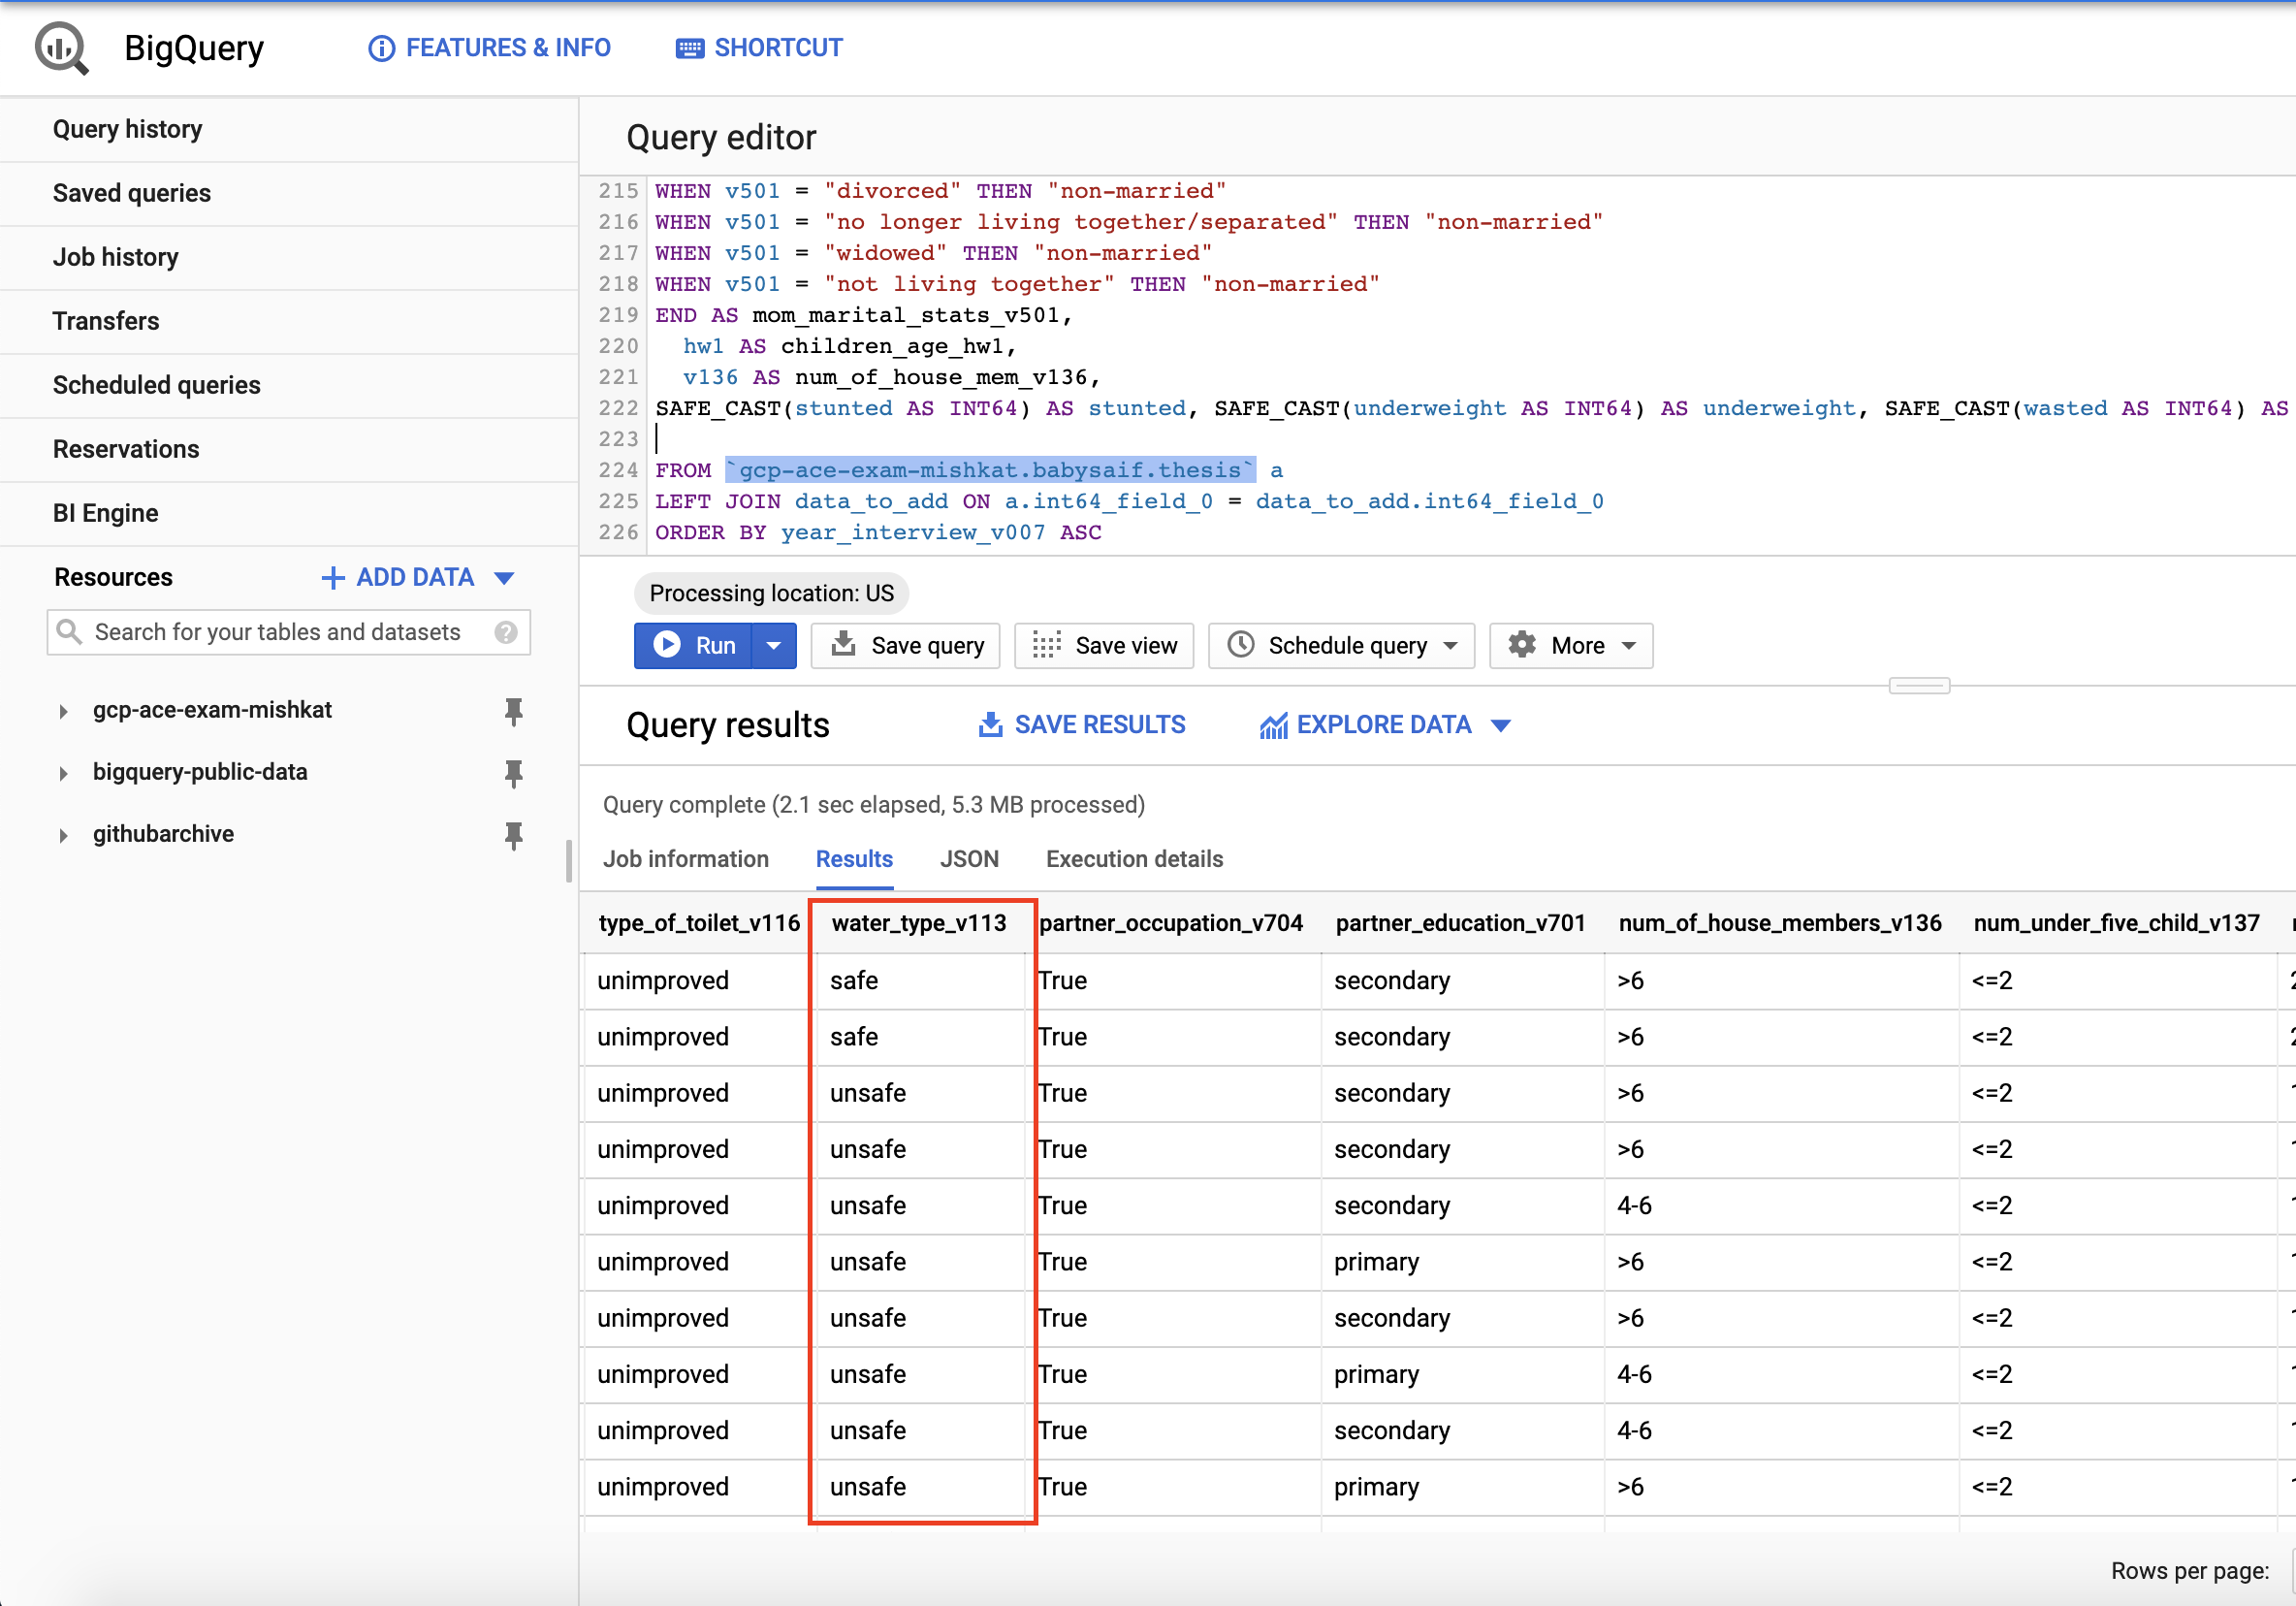 BigQuery FEATURES & INFO SHORTCUT
Query history
Saved queries
Job history
Transfers
Scheduled queries
Reservations
BI Engine
Resources ADD DATA
Search for your tables and datasets
gcp-ace-exam-mishkat
bigquery-public-data
githubarchive
Query editor
215 WHEN v501 = "divorced" THEN "non-married"
216 WHEN v501 = "no longer living together/separated" THEN "non-married"
217 WHEN v501 = "widowed" THEN "non-married"
218 WHEN v501 = "not living together" THEN "non-married"
219 END AS mom_marital_stats_v501,
220 hw1 AS children_age_hw1,
221 v136 AS num_of_house_mem_v136,
222 SAFE_CAST(stunted AS INT64) AS stunted, SAFE_CAST(underweight AS INT64) AS underweight, SAFE_CAST(wasted AS INT64) AS
223
224 FROM `gcp-ace-exam-mishkat.babysaif.thesis` a
225 LEFT JOIN data_to_add ON a.int64_field_0 = data_to_add.int64_field_0
226 ORDER BY year_interview_v007 ASC
Processing location: US
Run Save query Save view Schedule query More
Query results SAVE RESULTS EXPLORE DATA
Query complete (2.1 sec elapsed, 5.3 MB processed)
Job information Results JSON Execution details
type_of_toilet_v116 water_type_v113 partner_occupation_v704 partner_education_v701 num_of_house_members_v136 num_under_five_child_v137
unimproved safe True secondary >6 <=2
unimproved safe True secondary >6 <=2
unimproved unsafe True secondary >6 <=2
unimproved unsafe True secondary >6 <=2
unimproved unsafe True secondary 4-6 <=2
unimproved unsafe True primary >6 <=2
unimproved unsafe True secondary >6 <=2
unimproved unsafe True primary 4-6 <=2
unimproved unsafe True secondary 4-6 <=2
unimproved unsafe True primary >6 <=2
Rows per page: